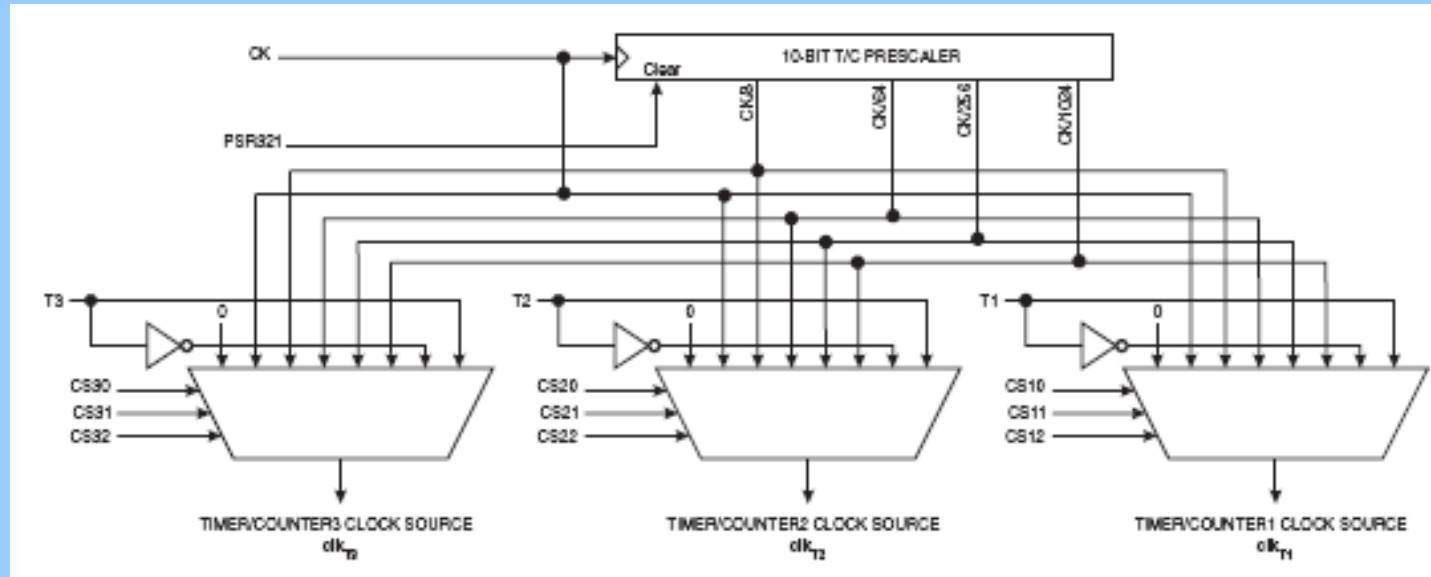 CK
10-BIT T/C PRESCALER
Clear
CK/8
CK/64
CK/256
CK/1024
PSR321
T3
0
T2
0
T1
0
CS30
CS31
CS32
CS20
CS21
CS22
CS10
CS11
CS12
TIMER/COUNTER3 CLOCK SOURCE
clkT3
TIMER/COUNTER2 CLOCK SOURCE
clkT2
TIMER/COUNTER1 CLOCK SOURCE
clkT1